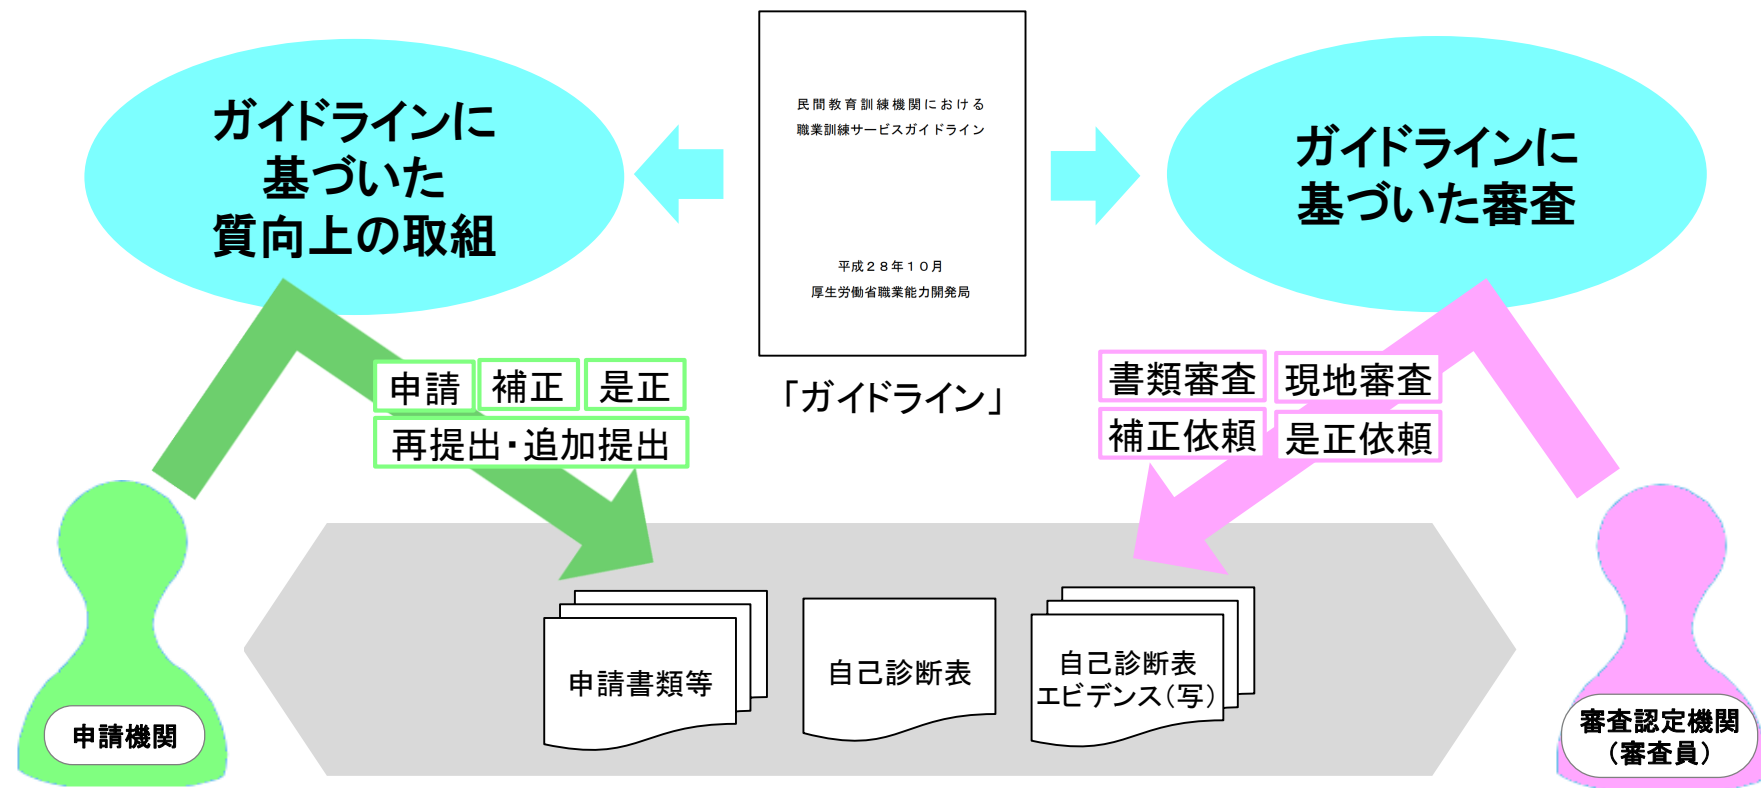 ガイドラインに
基づいた
質向上の取組
民間教育訓練機関における
職業訓練サービスガイドライン
平成28年10月
厚生労働省職業能力開発局
「ガイドライン」
ガイドラインに
基づいた審査
申請 補正 是正
再提出・追加提出
書類審査 現地審査
補正依頼 是正依頼
申請書類等
自己診断表
自己診断表
エビデンス(写)
申請機関
審査認定機関
(審査員)